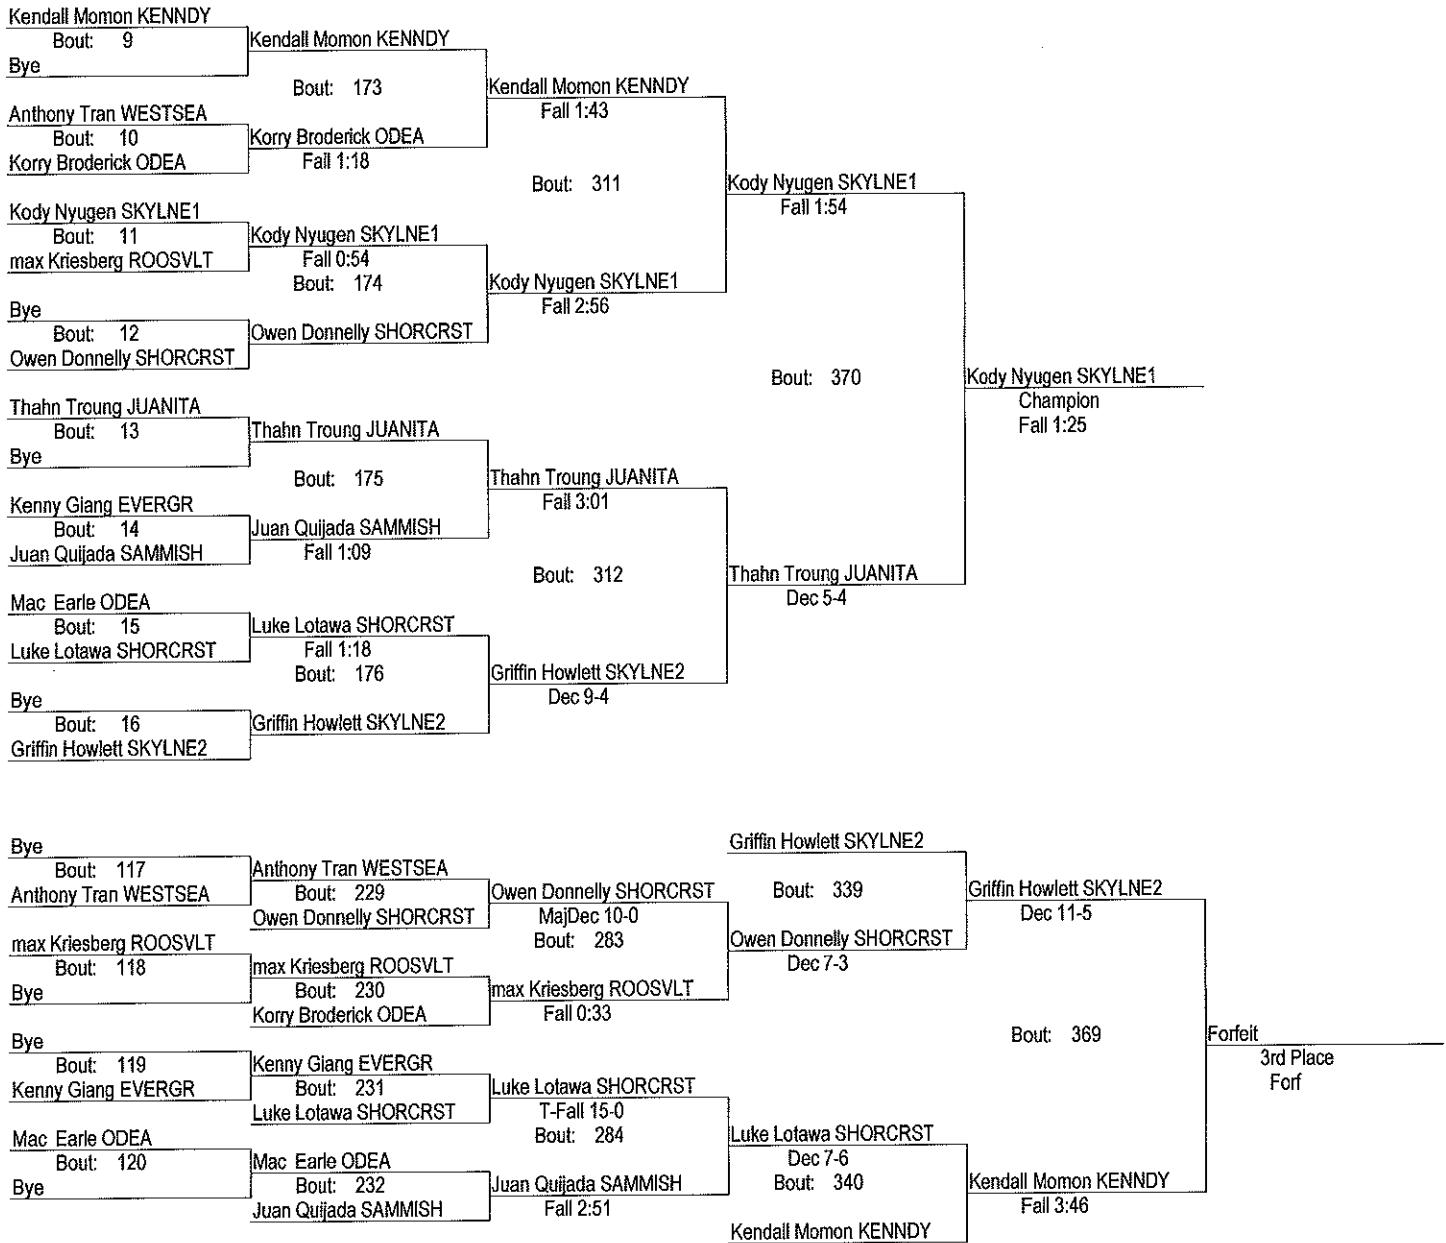 Kendall Momon KENNDY
Bout: 9
Bye
Kendall Momon KENNDY
Bout: 173
Anthony Tran WESTSEA
Bout: 10
Korry Broderick ODEA
Korry Broderick ODEA
Fall 1:18
Kendall Momon KENNDY
Fall 1:43
Bout: 311
Kody Nyugen SKYLNE1
Bout: 11
max Kriesberg ROOSVLT
Kody Nyugen SKYLNE1
Fall 0:54
Bout: 174
Bye
Bout: 12
Owen Donnelly SHORCRST
Owen Donnelly SHORCRST
Kody Nyugen SKYLNE1
Fall 2:56
Kody Nyugen SKYLNE1
Fall 1:54
Bout: 370
Kody Nyugen SKYLNE1
Champion
Fall 1:25
Thahn Troung JUANITA
Bout: 13
Bye
Thahn Troung JUANITA
Bout: 175
Kenny Giang EVERGR
Bout: 14
Juan Quijada SAMMISH
Juan Quijada SAMMISH
Fall 1:09
Thahn Troung JUANITA
Fall 3:01
Bout: 312
Thahn Troung JUANITA
Dec 5-4
Mac Earle ODEA
Bout: 15
Luke Lotawa SHORCRST
Luke Lotawa SHORCRST
Fall 1:18
Bout: 176
Bye
Bout: 16
Griffin Howlett SKYLNE2
Griffin Howlett SKYLNE2
Griffin Howlett SKYLNE2
Dec 9-4
Bye
Bout: 117
Anthony Tran WESTSEA
Anthony Tran WESTSEA
Bout: 229
Owen Donnelly SHORCRST
Owen Donnelly SHORCRST
MajDec 10-0
Bout: 283
max Kriesberg ROOSVLT
Bout: 118
Bye
max Kriesberg ROOSVLT
Bout: 230
Korry Broderick ODEA
max Kriesberg ROOSVLT
Fall 0:33
Griffin Howlett SKYLNE2
Bout: 339
Owen Donnelly SHORCRST
Dec 7-3
Griffin Howlett SKYLNE2
Dec 11-5
Bout: 369
Forfeit
3rd Place
Forf
Bye
Bout: 119
Kenny Giang EVERGR
Kenny Giang EVERGR
Bout: 231
Luke Lotawa SHORCRST
Luke Lotawa SHORCRST
T-Fall 15-0
Bout: 284
Mac Earle ODEA
Bout: 120
Bye
Mac Earle ODEA
Bout: 232
Juan Quijada SAMMISH
Juan Quijada SAMMISH
Fall 2:51
Luke Lotawa SHORCRST
Dec 7-6
Bout: 340
Kendall Momon KENNDY
Kendall Momon KENNDY
Fall 3:46